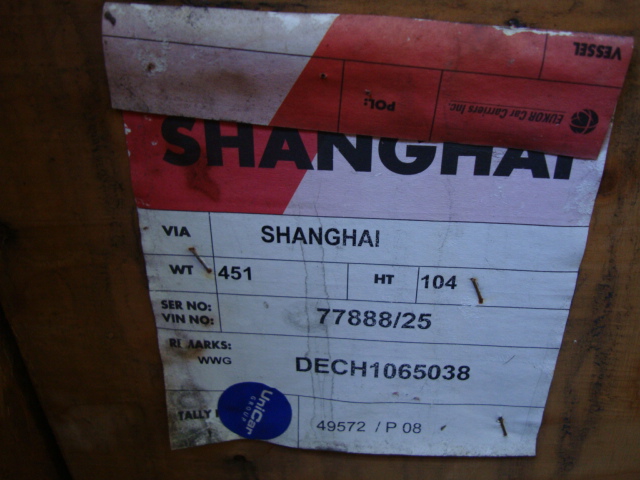 VESSEL
POL:
EUKOR Car Carriers Inc.
SHANGHAI
VIA SHANGHAI
WT 451 HT 104
SER NO:
VIN NO: 77888/25
REMARKS:
WWG DECH1065038
TALLY
UniCar
GROUP
49572 / P 08